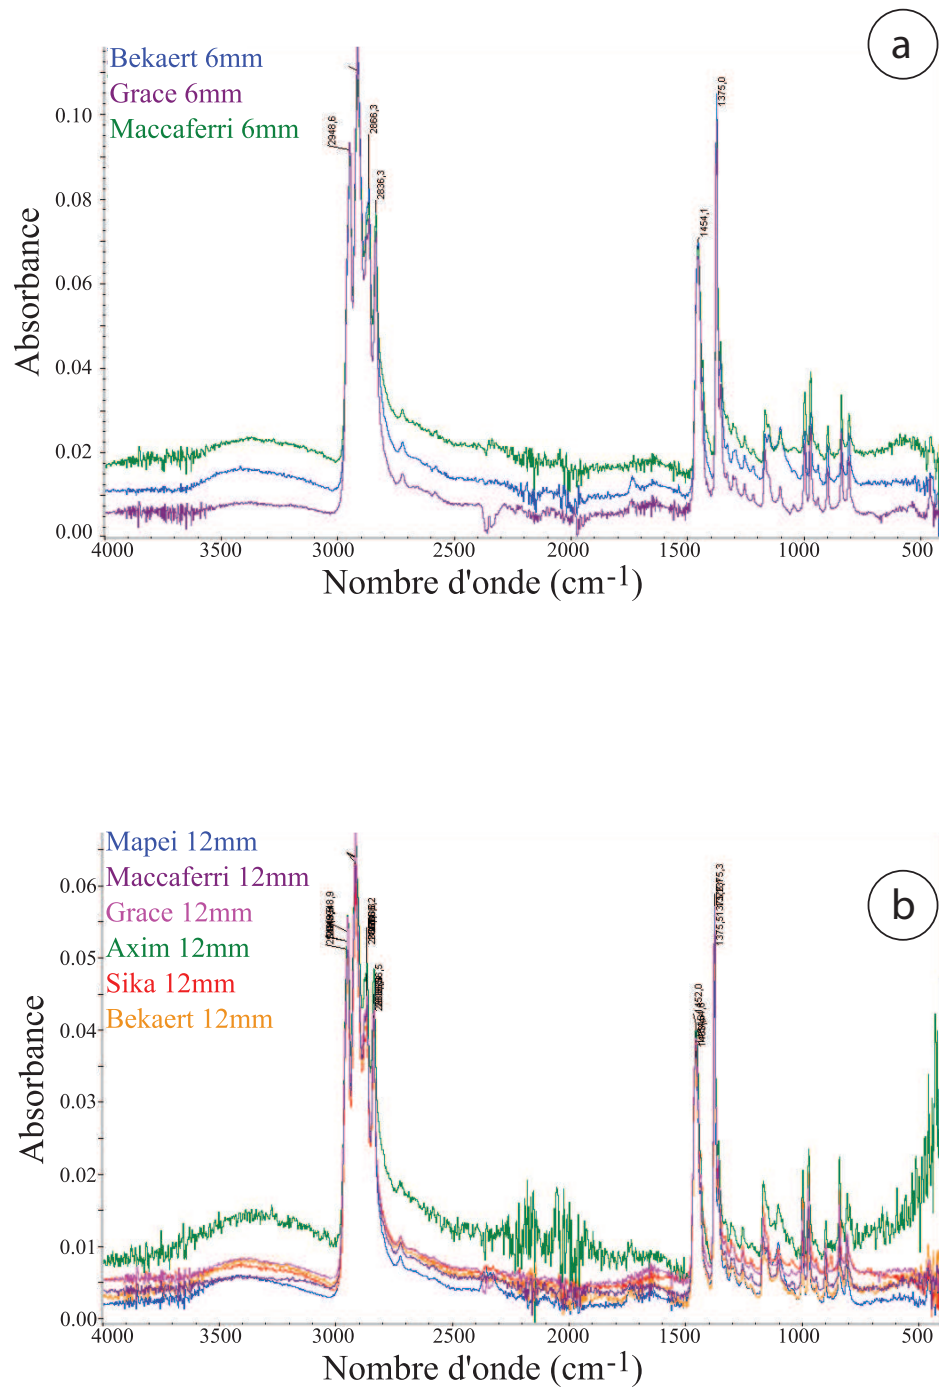 a
Bekaert 6mm
Grace 6mm
Maccaferri 6mm
2948,6
2866,3
2836,3
1454,1
1375,0
Absorbance
0.10
0.08
0.06
0.04
0.02
0.00
4000 3500 3000 2500 2000 1500 1000 500
Nombre d'onde (cm-1)
b
Mapei 12mm
Maccaferri 12mm
Grace 12mm
Axim 12mm
Sika 12mm
Bekaert 12mm
Absorbance
0.06
0.05
0.04
0.03
0.02
0.01
0.00
4000 3500 3000 2500 2000 1500 1000 500
Nombre d'onde (cm-1)